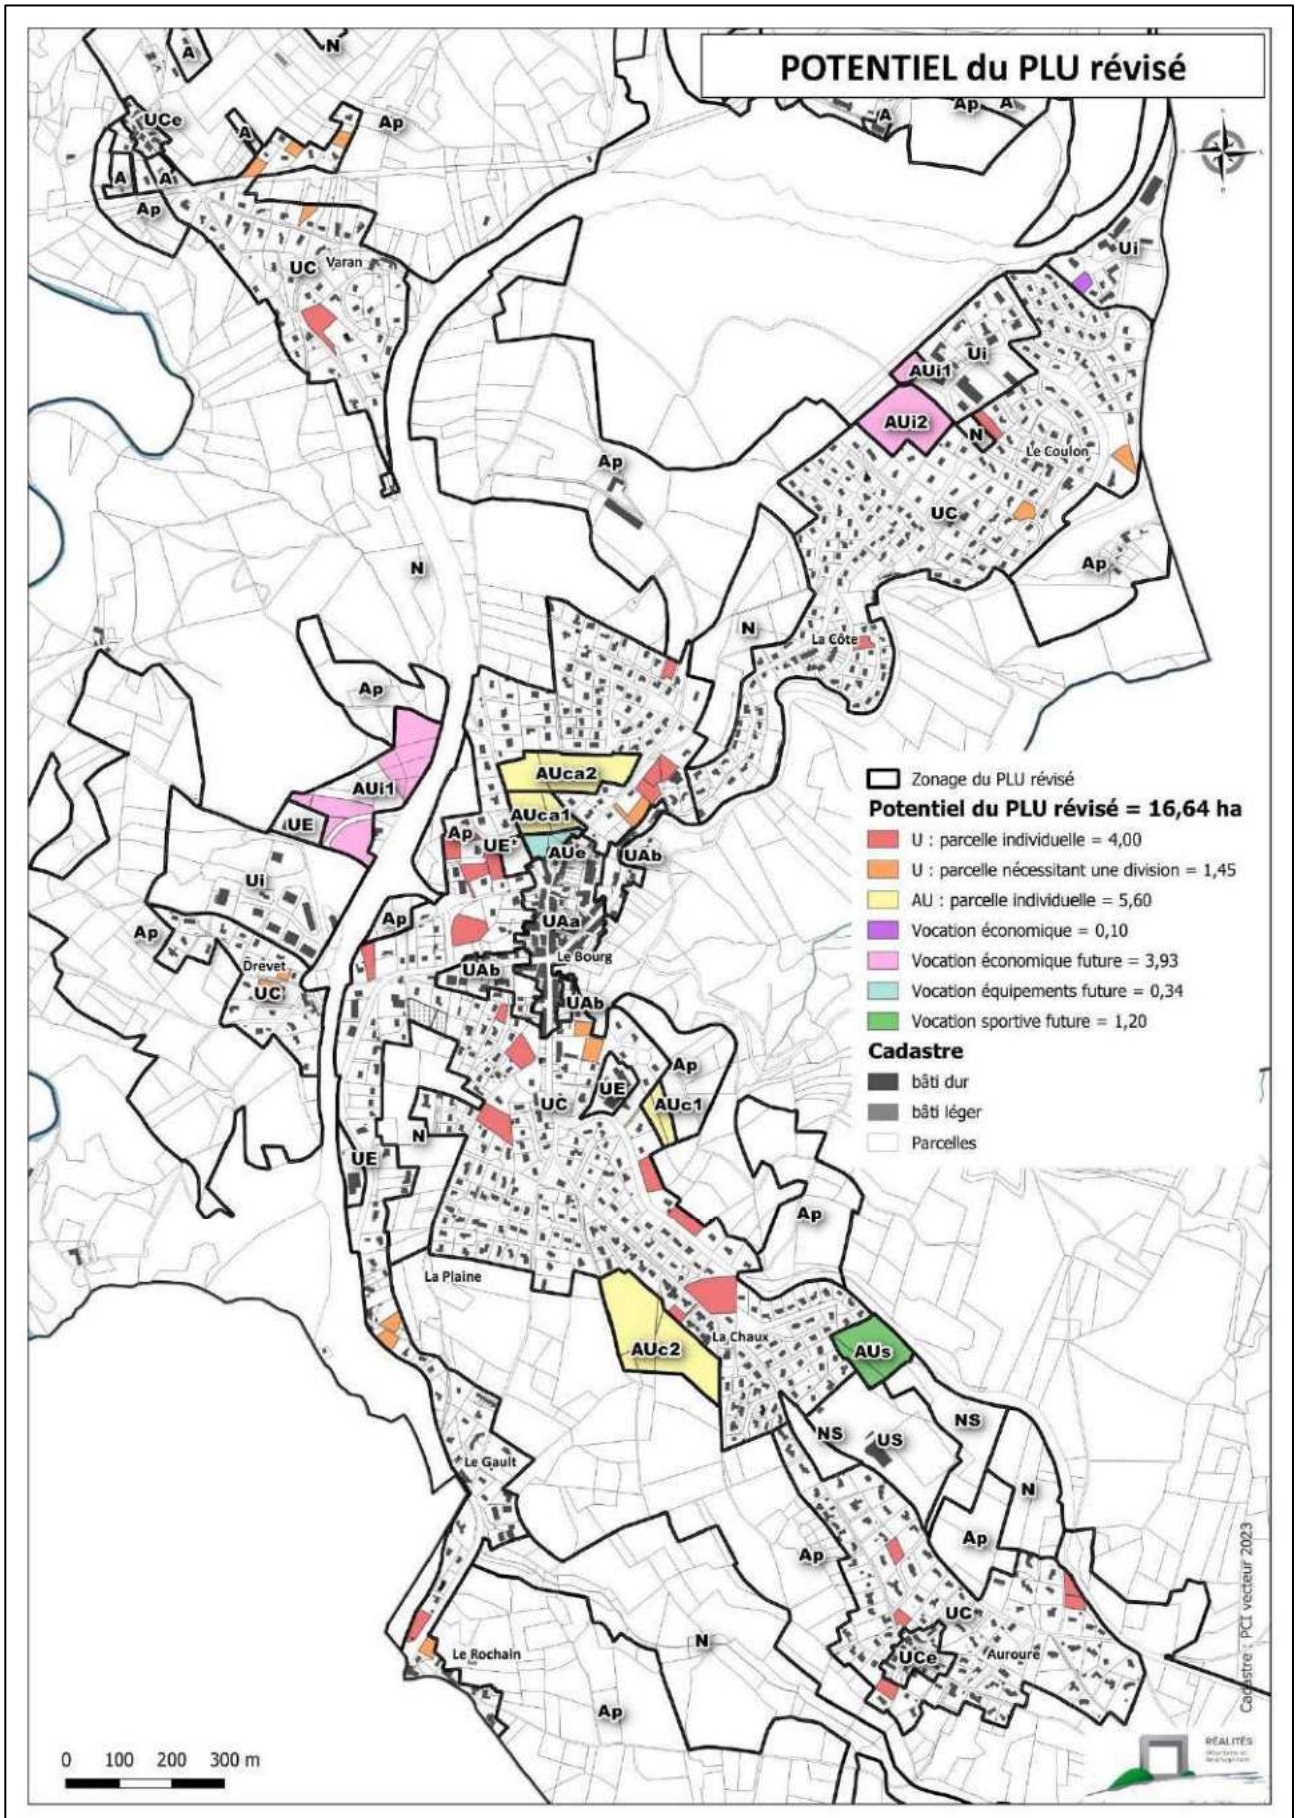 POTENTIEL du PLU révisé
A
N
UCe
A
Ap
Ap
A
A
A
A
Ap
Ui
UC
Varan
Ui
AUi1
AUi2
N
Le Coulon
Ap
UC
Ap
N
N
La Côte
Ap
AUca2
AUi1
AUca1
UE
Ap
UE*
AUe
UAb
Ui
Ap
UAa
Ap
Le Bourg
Drevet
UAb
UC
UAb
Ap
UE
UC
AUc1
N
UE
Ap
La Plaine
La Chaux
AUc2
AUs
NS
NS
US
Le Gault
N
Ap
Ap
UC
N
Le Rochain
UCe
Auroure
Ap
Zonage du PLU révisé
Potentiel du PLU révisé = 16,64 ha
U : parcelle individuelle = 4,00
U : parcelle nécessitant une division = 1,45
AU : parcelle individuelle = 5,60
Vocation économique = 0,10
Vocation économique future = 3,93
Vocation équipements future = 0,34
Vocation sportive future = 1,20
Cadastre
bâti dur
bâti léger
Parcelles
Cadastre : PCI vecteur 2023
0 100 200 300 m
RÉALITÉS